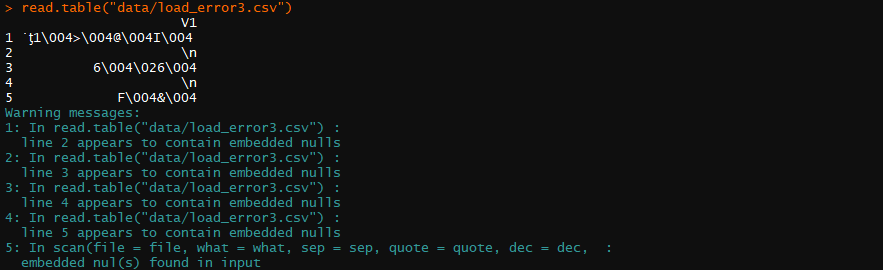 > read.table("data/load_error3.csv")
V1
1 ˙ţ1\004>\004@\004I\004
2 \n
3 6\004\026\004
4 \n
5 F\004&\004
Warning messages:
1: In read.table("data/load_error3.csv") :
line 2 appears to contain embedded nulls
2: In read.table("data/load_error3.csv") :
line 3 appears to contain embedded nulls
3: In read.table("data/load_error3.csv") :
line 4 appears to contain embedded nulls
4: In read.table("data/load_error3.csv") :
line 5 appears to contain embedded nulls
5: In scan(file = file, what = what, sep = sep, quote = quote, dec = dec,  :
embedded nul(s) found in input